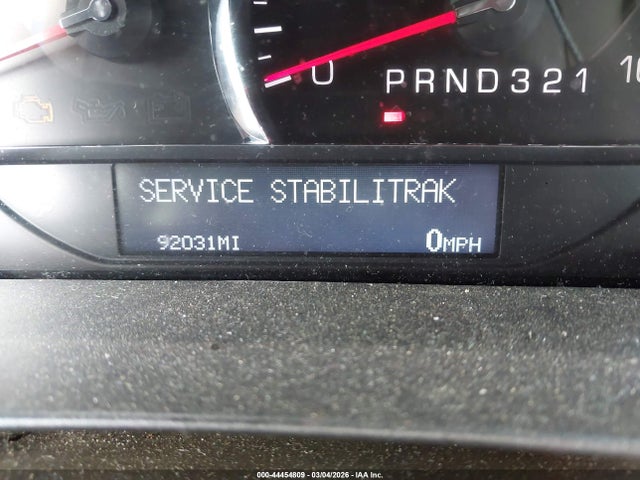 0
PRND321
SERVICE STABILITRAK
92031MI
0MPH
000-44454809 - 03/04/2026 - IAA Inc.